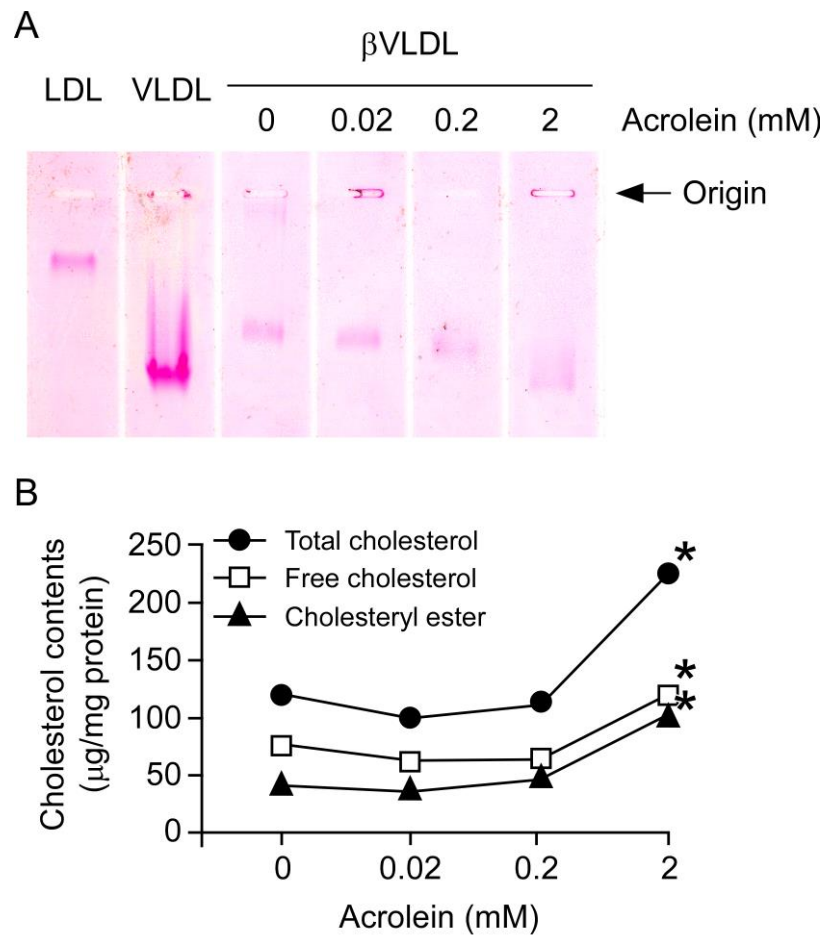 A
βVLDL
LDL VLDL
0 0.02 0.2 2 Acrolein (mM)
Origin
B
Cholesterol contents
(μg/mg protein)
250
200
150
100
50
0
Total cholesterol
Free cholesterol
Cholesteryl ester
*
*
*
0 0.02 0.2 2
Acrolein (mM)